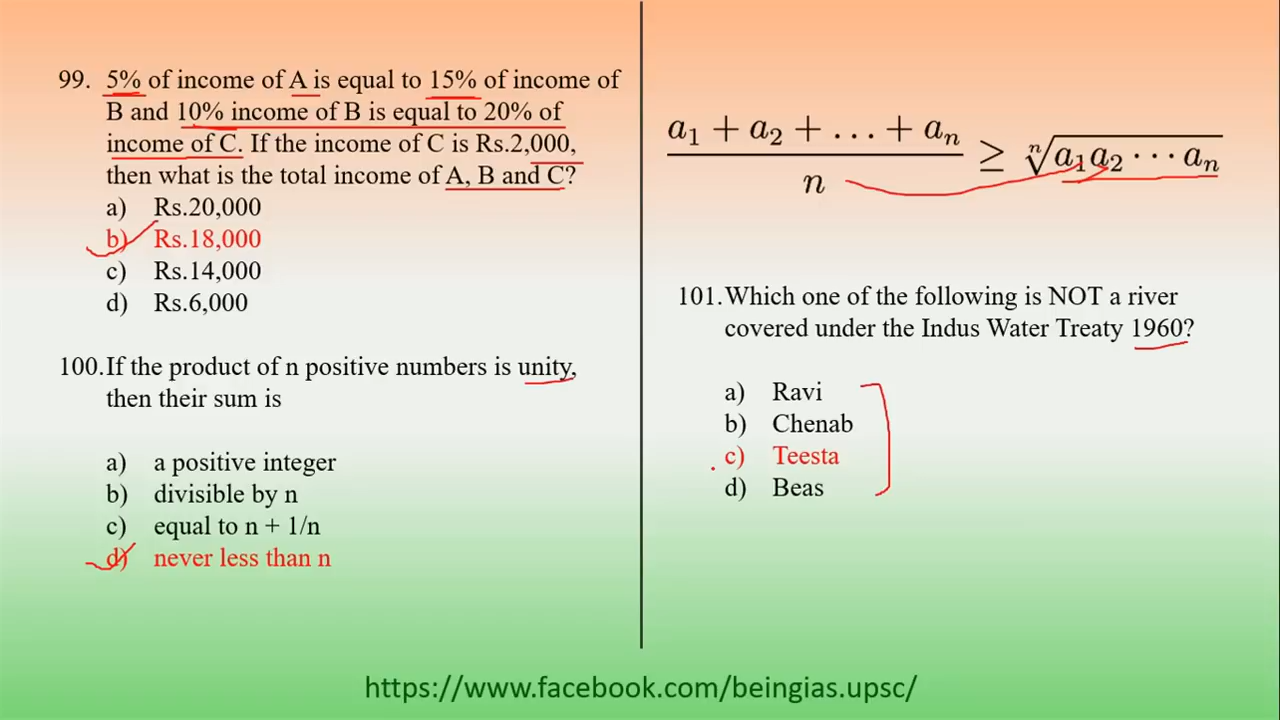 99. 5% of income of A is equal to 15% of income of
B and 10% income of B is equal to 20% of
income of C. If the income of C is Rs.2,000,
then what is the total income of A, B and C?
a) Rs.20,000
b) Rs.18,000
c) Rs.14,000
d) Rs.6,000
100. If the product of n positive numbers is unity,
then their sum is
a) a positive integer
b) divisible by n
c) equal to n + 1/n
d) never less than n
a₁ + a₂ + … + aₙ / n ≥ ⁿ√a₁a₂ ⋯ aₙ
101. Which one of the following is NOT a river
covered under the Indus Water Treaty 1960?
a) Ravi
b) Chenab
c) Teesta
d) Beas
https://www.facebook.com/beingias.upsc/